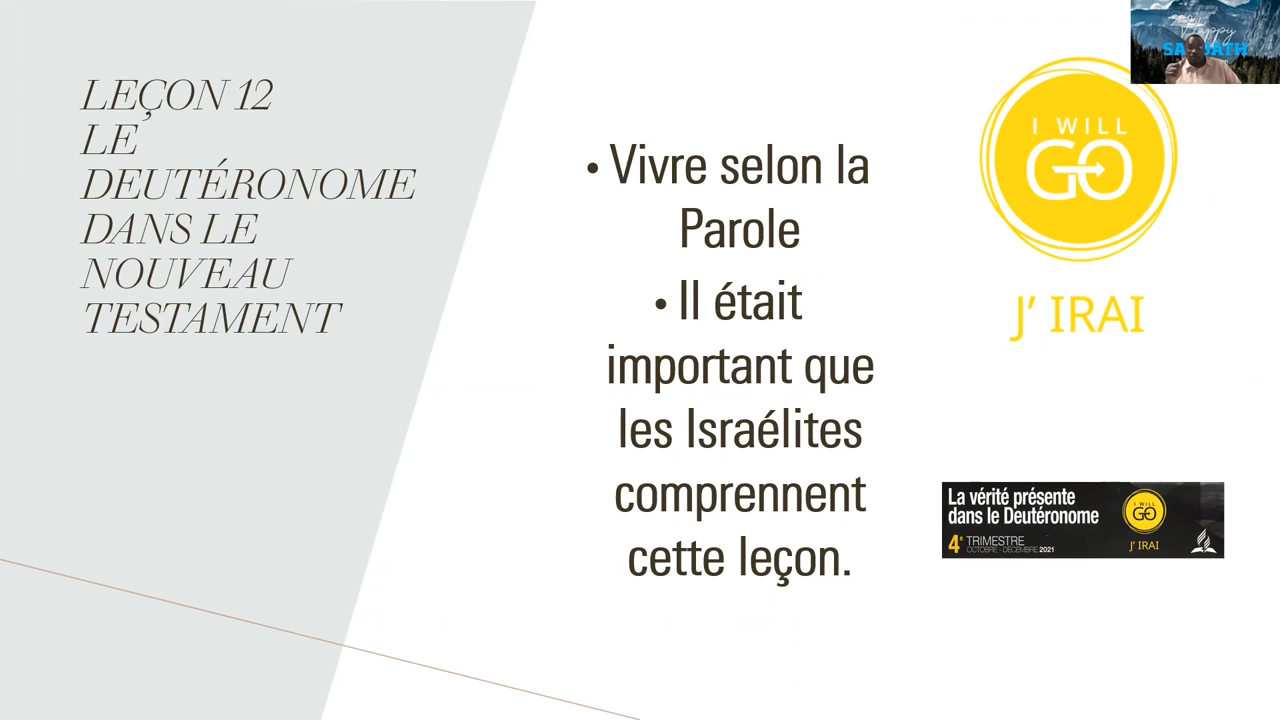 LEÇON 12
LE
DEUTÉRONOME
DANS LE
NOUVEAU
TESTAMENT
• Vivre selon la
Parole
• Il était
important que
les Israélites
comprennent
cette leçon.
Happy
SABBATH
I WILL
GO
J' IRAI
La vérité présente
dans le Deutéronome
4e TRIMESTRE
OCTOBRE - DÉCEMBRE 2021
I WILL
GO
J' IRAI